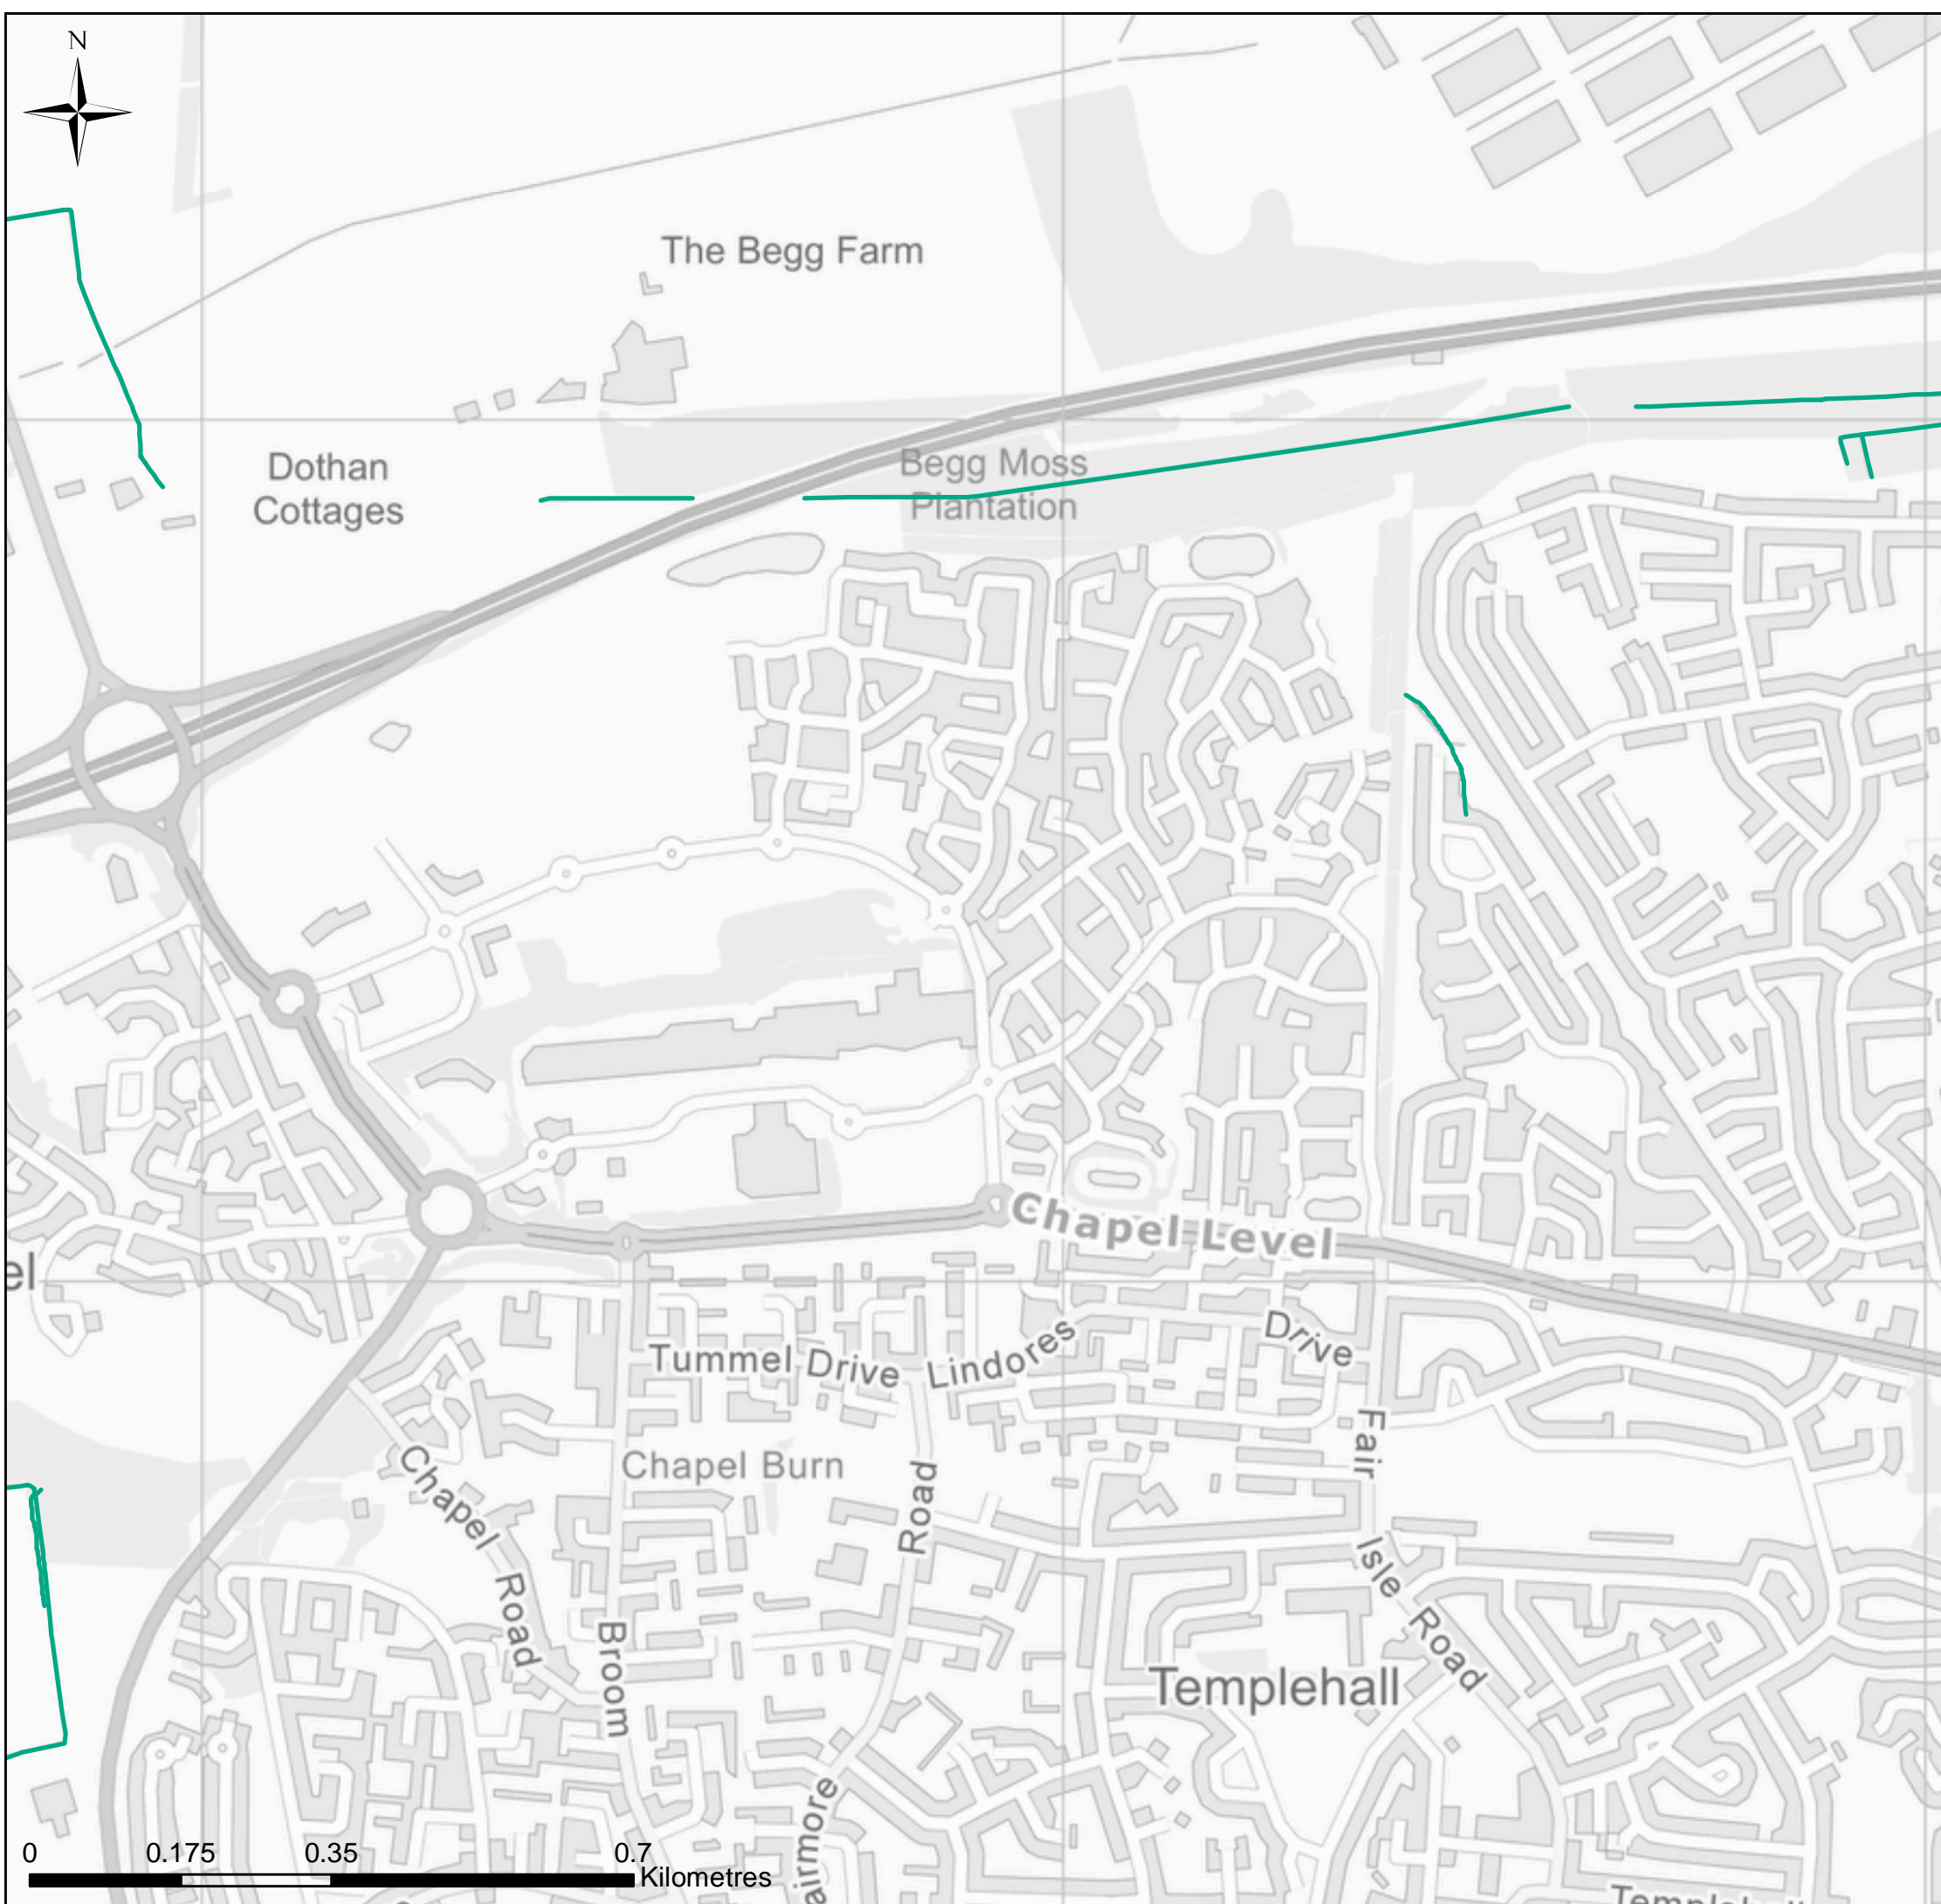 N
The Begg Farm
Dothan
Cottages
Begg Moss
Plantation
Chapel Level
el
Tummel Drive
Lindores
Drive
Chapel Burn
Chapel Road
Broom
Road
Fair Isle Road
Templehall
airmore
0 0.175 0.35 0.7
Kilometres